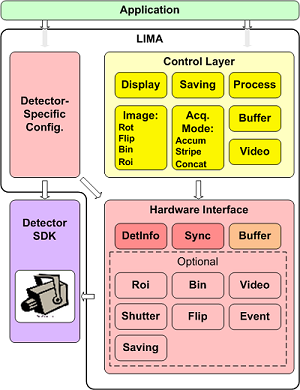 Application
LIMA
Detector-
Specific
Config.
Control Layer
Display
Saving
Process
Image:
Rot
Flip
Bin
Roi
Acq.
Mode:
Accum
Stripe
Concat
Buffer
Video
Detector
SDK
Hardware Interface
DetInfo
Sync
Buffer
Optional
Roi
Bin
Video
Shutter
Flip
Event
Saving